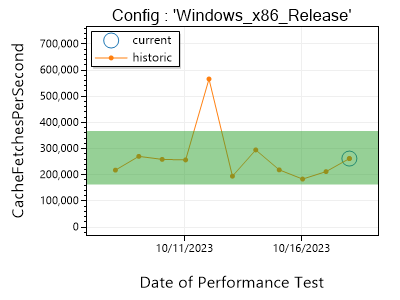 Config : 'Windows_x86_Release'
current
historic
700,000
600,000
500,000
400,000
300,000
200,000
100,000
0
CacheFetchesPerSecond
10/11/2023
10/16/2023
Date of Performance Test